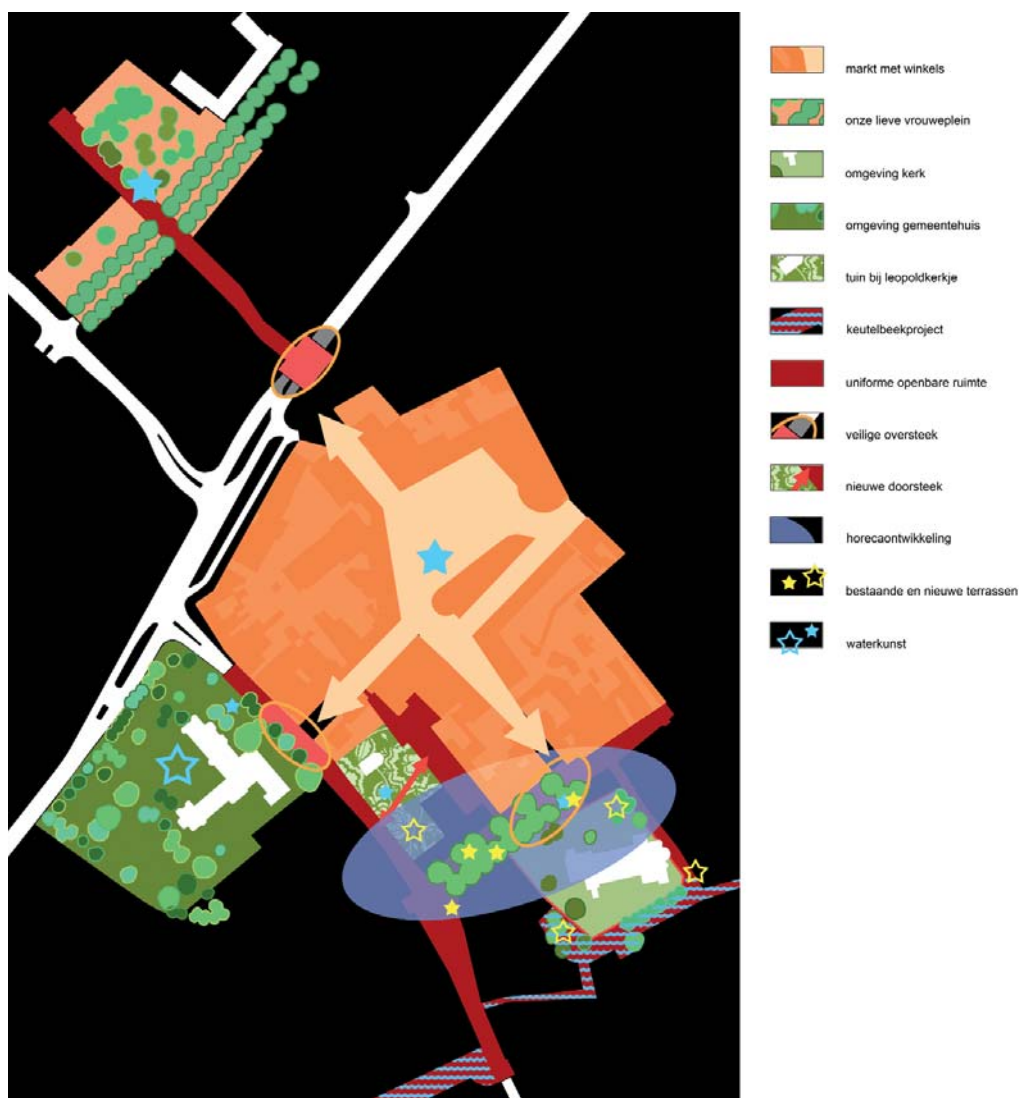 markt met winkels
onze lieve vrouweplein
omgeving kerk
omgeving gemeentehuis
tuin bij leopoldkerkje
keutelbeekproject
uniforme openbare ruimte
veilige oversteek
nieuwe doorsteek
horecaontwikkeling
bestaande en nieuwe terrassen
waterkunst